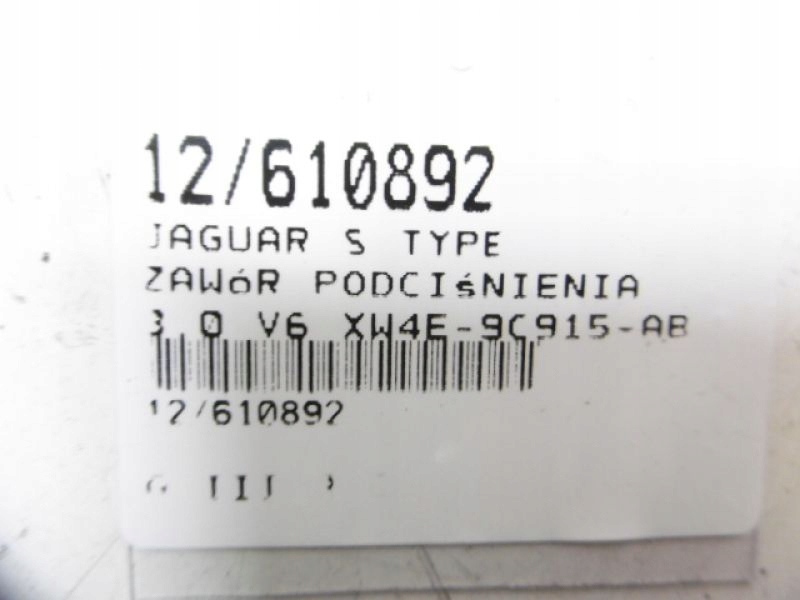 12/610892
JAGUAR S TYPE
ZAWóR PODCIśNIENIA
3.0 V6 XW4E-9C915-AB
12/610892